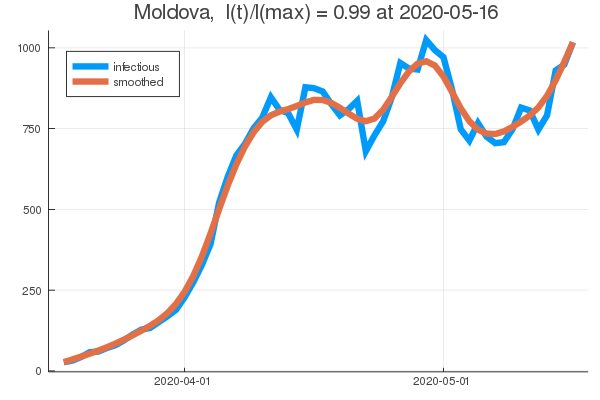 Moldova,  I(t)/I(max) = 0.99 at 2020-05-16
1000
infectious
smoothed
750
500
250
0
2020-04-01
2020-05-01